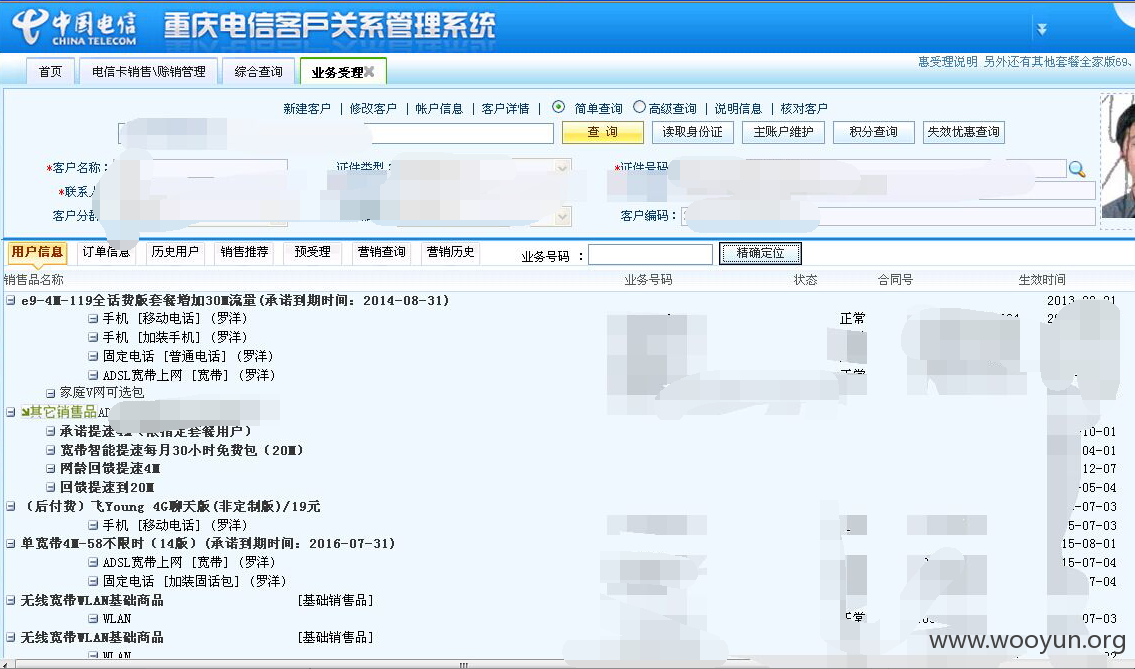 中国电信 CHINA TELECOM 重庆电信客户关系管理系统
首页 电信卡销售\赊销管理 综合查询 业务受理 惠受理说明 另外还有其他套餐全家版69、
新建客户 | 修改客户 | 帐户信息 | 客户详情 | 简单查询 高级查询 | 说明信息 | 核对客户
查 询 读取身份证 主账户维护 积分查询 失效优惠查询
*客户名称： 证件类型： *证件号码
*联系人
客户分群 客户编码：
用户信息 订单信息 历史用户 销售推荐 预受理 营销查询 营销历史 业务号码 ： 精确定位
销售品名称 业务号码 状态 合同号 生效时间
e9-4M-119全话费版套餐增加30M流量(承诺到期时间：2014-08-31)
手机 [移动电话] (罗洋) 正常
手机 [加装手机] (罗洋)
固定电话 [普通电话] (罗洋)
ADSL宽带上网 [宽带] (罗洋) 正常
家庭V网可选包
其它销售品
承诺提速4M（限指定套餐用户） -10-01
宽带智能提速每月30小时免费包（20M） 04-01
网龄回馈提速4M 12-07
回馈提速到20M -05-04
（后付费）飞Young 4G聊天版(非定制版)/19元 -07-03
手机 [移动电话] (罗洋) 5-07-03
单宽带4M-58不限时（14版）(承诺到期时间：2016-07-31) 15-08-01
ADSL宽带上网 [宽带] (罗洋) 15-07-04
固定电话 [加装固话包] (罗洋) 7-04
无线宽带WLAN基础商品 [基础销售品]
WLAN 正常 07-03
无线宽带WLAN基础商品 [基础销售品]
WLAN
www.wooyun.org